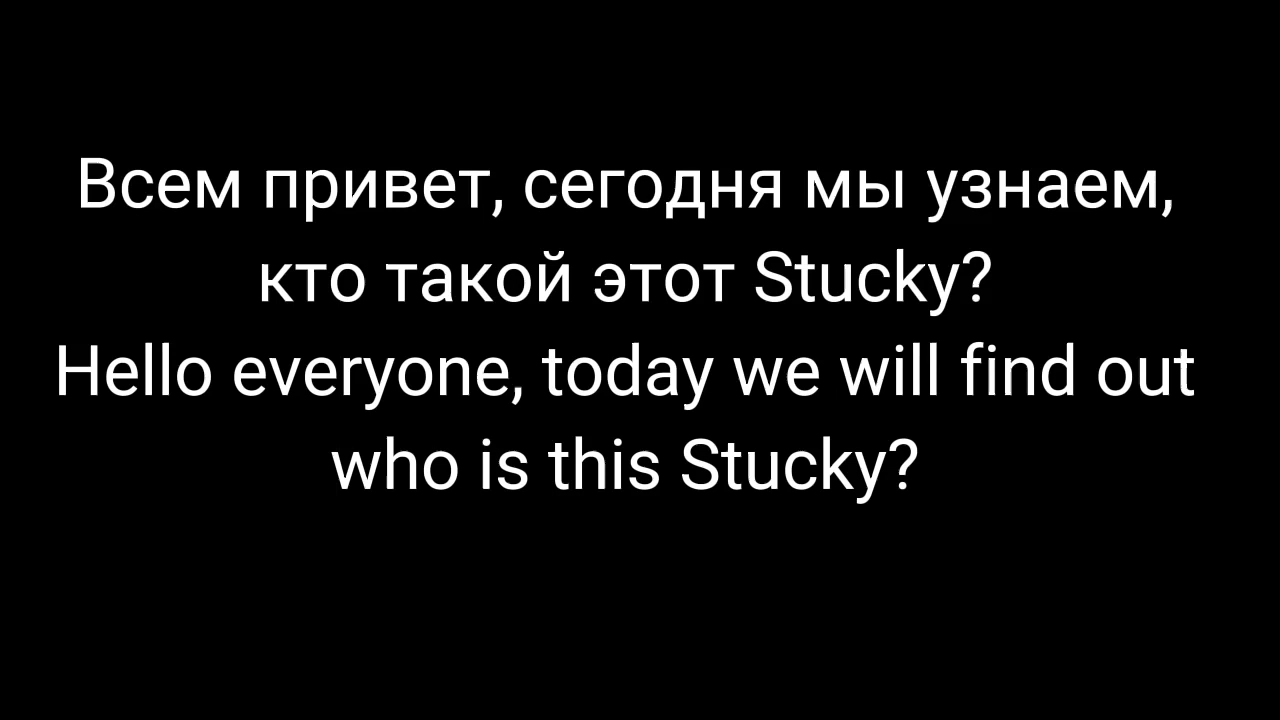 Всем привет, сегодня мы узнаем,
кто такой этот Stucky?
Hello everyone, today we will find out
who is this Stucky?